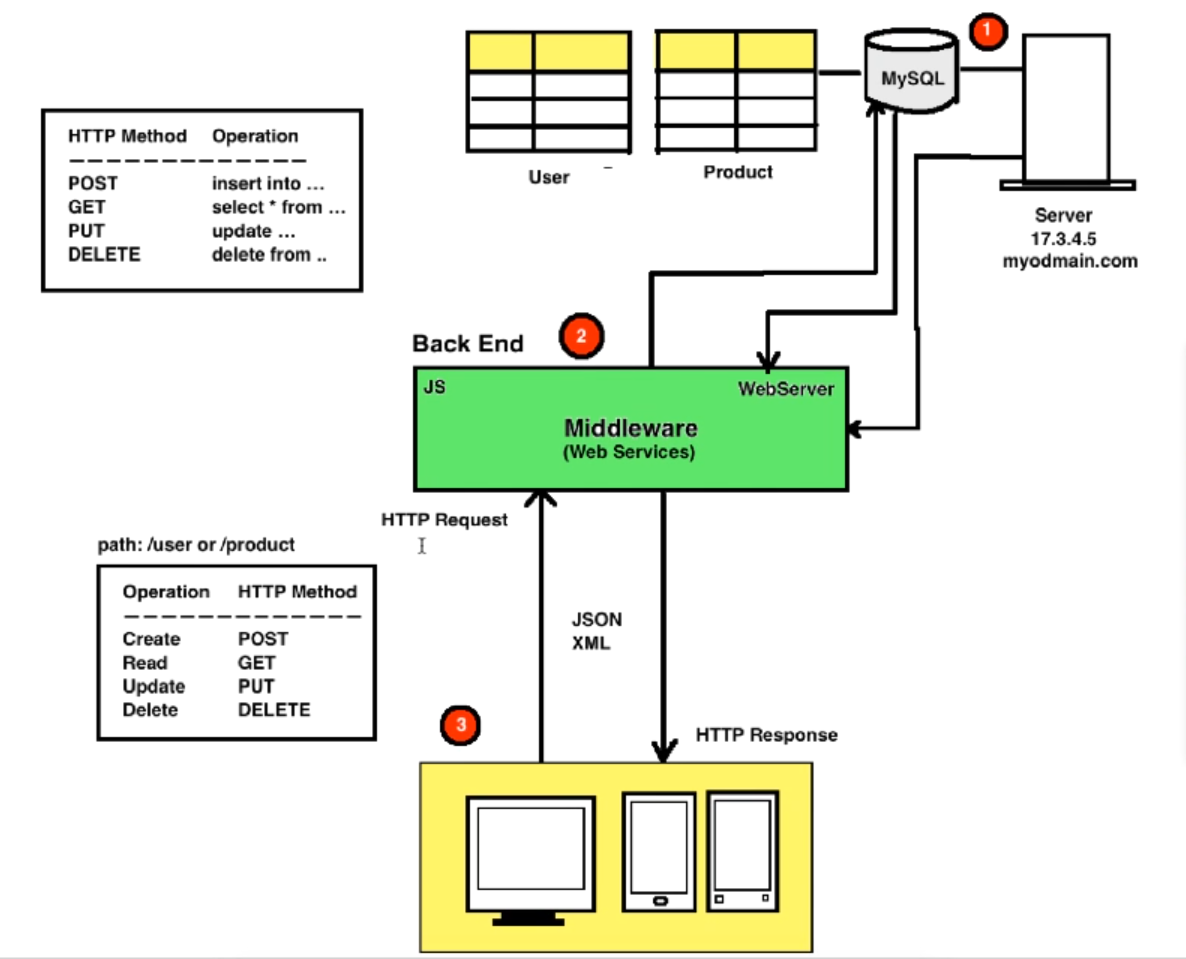 1
MySQL
User
Product
Server
17.3.4.5
myodmain.com
HTTP Method Operation
_ _ _ _ _ _ _ _ _ _ _ _ _
POST insert into ...
GET select * from ...
PUT update ...
DELETE delete from ..
Back End
2
JS
WebServer
Middleware
(Web Services)
HTTP Request
path: /user or /product
Operation HTTP Method
_ _ _ _ _ _ _ _ _ _ _ _ _
Create POST
Read GET
Update PUT
Delete DELETE
JSON
XML
3
HTTP Response